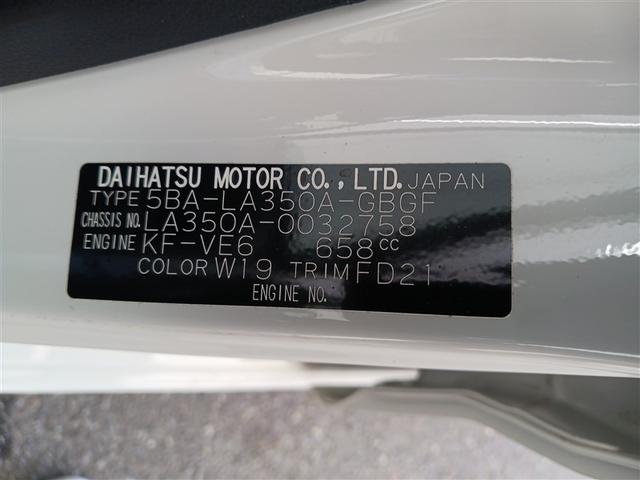 DAIHATSU MOTOR CO., LTD. JAPAN
TYPE 5BA-LA350A-GBGF
CHASSIS NO. LA350A-0032758
ENGINE KF-VE6 658cc
COLOR W19 TRIM FD21
ENGINE NO.